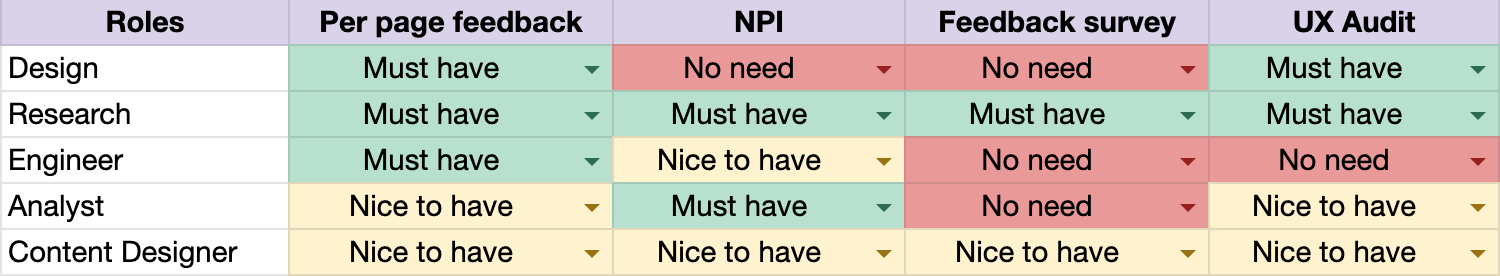 Roles Per page feedback NPI Feedback survey UX Audit
Design Must have No need No need Must have
Research Must have Must have Must have Must have
Engineer Must have Nice to have No need No need
Analyst Nice to have Must have No need Nice to have
Content Designer Nice to have Nice to have Nice to have Nice to have